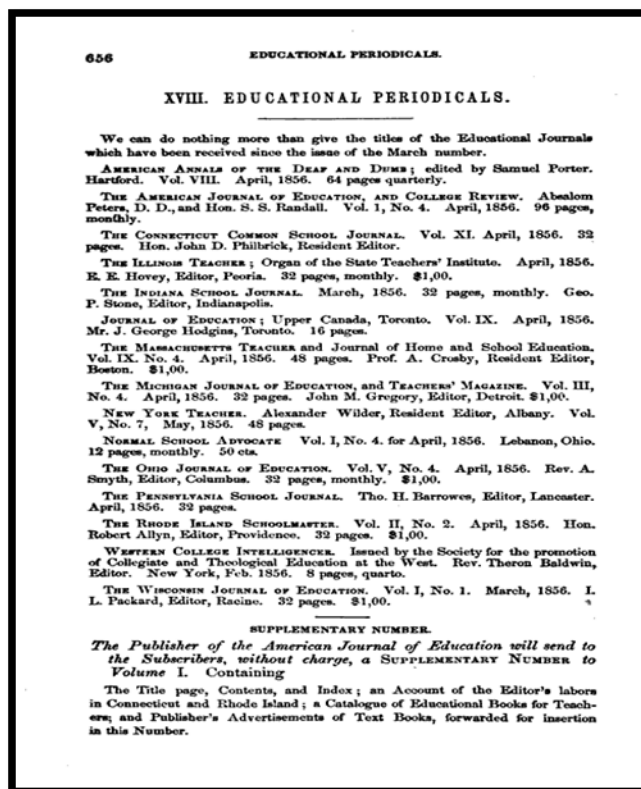 656 EDUCATIONAL PERIODICALS.
XVIII. EDUCATIONAL PERIODICALS.
We can do nothing more than give the titles of the Educational Journals
which have been received since the issue of the March number.
AMERICAN ANNALS OF THE DEAF AND DUMB; edited by Samuel Porter.
Hartford. Vol. VIII. April, 1856. 64 pages quarterly.
THE AMERICAN JOURNAL OF EDUCATION, AND COLLEGE REVIEW. Absalom
Peters, D. D., and Hon. S. S. Randall. Vol. 1, No. 4. April, 1856. 96 pages,
monthly.
THE CONNECTICUT COMMON SCHOOL JOURNAL. Vol. XI. April, 1856. 32
pages. Hon. John D. Philbrick, Resident Editor.
THE ILLINOIS TEACHER; Organ of the State Teachers' Institute. April, 1856.
E. E. Hovey, Editor, Peoria. 32 pages, monthly. $1,00.
THE INDIANA SCHOOL JOURNAL. March, 1856. 32 pages, monthly. Geo.
P. Stone, Editor, Indianapolis.
JOURNAL OF EDUCATION; Upper Canada, Toronto. Vol. IX. April, 1856.
Mr. J. George Hodgins, Toronto. 16 pages.
THE MASSACHUSETTS TEACHER and Journal of Home and School Education.
Vol. IX. No. 4. April, 1856. 48 pages. Prof. A. Crosby, Resident Editor,
Boston. $1,00.
THE MICHIGAN JOURNAL OF EDUCATION, and TEACHERS' MAGAZINE. Vol. III,
No. 4. April, 1856. 32 pages. John M. Gregory, Editor, Detroit. $1,00.
NEW YORK TEACHER. Alexander Wilder, Resident Editor, Albany. Vol.
V, No. 7, May, 1856. 48 pages.
NORMAL SCHOOL ADVOCATE Vol. I, No. 4. for April, 1856. Lebanon, Ohio.
12 pages, monthly. 50 cts.
THE OHIO JOURNAL OF EDUCATION. Vol. V, No. 4. April, 1856. Rev. A.
Smyth, Editor, Columbus. 32 pages, monthly. $1,00.
THE PENNSYLVANIA SCHOOL JOURNAL. Tho. H. Barrowes, Editor, Lancaster.
April, 1856. 32 pages.
THE RHODE ISLAND SCHOOLMASTER. Vol. II, No. 2. April, 1856. Hon.
Robert Allyn, Editor, Providence. 32 pages. $1,00.
WESTERN COLLEGE INTELLIGENCER. Issued by the Society for the promotion
of Collegiate and Theological Education at the West. Rev. Theron Baldwin,
Editor. New York, Feb. 1856. 8 pages, quarto.
THE WISCONSIN JOURNAL OF EDUCATION. Vol. I, No. 1. March, 1856. I.
L. Packard, Editor, Racine. 32 pages. $1,00.
SUPPLEMENTARY NUMBER.
The Publisher of the American Journal of Education will send to
the Subscribers, without charge, a SUPPLEMENTARY NUMBER to
Volume I. Containing
The Title page, Contents, and Index; an Account of the Editor's labors
in Connecticut and Rhode Island; a Catalogue of Educational Books for Teach-
ers; and Publisher's Advertisements of Text Books, forwarded for insertion
in this Number.